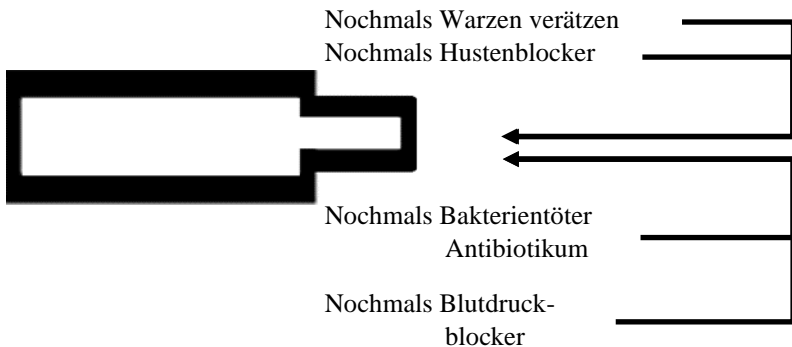 Nochmals Warzen verätzen
Nochmals Hustenblocker
Nochmals Bakterientöter
Antibiotikum
Nochmals Blutdruck-
blocker